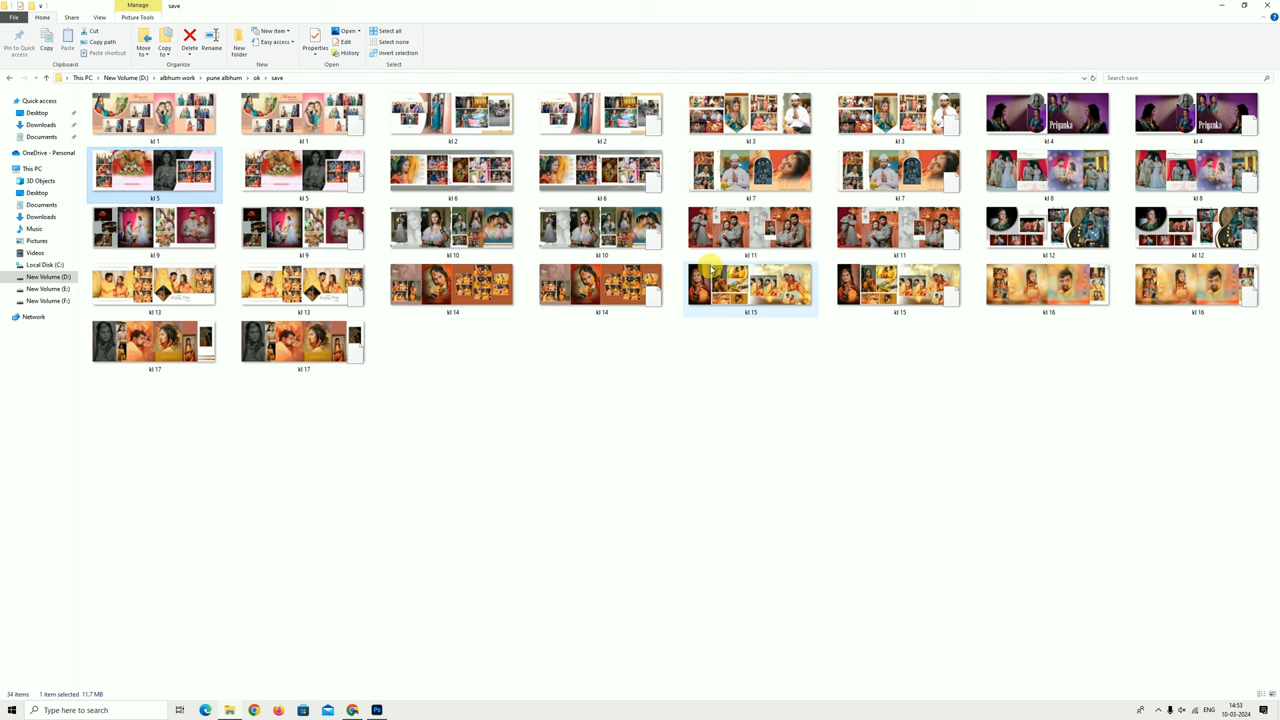 Manage
save
File
Home
Share
View
Picture Tools
Pin to Quick access
Copy
Paste
Cut
Copy path
Paste shortcut
Clipboard
Move to
Copy to
Delete
Rename
Organize
New folder
New item
Easy access
New
Properties
Open
Edit
History
Open
Select all
Select none
Invert selection
Select
This PC > New Volume (D:) > albhum work > pune albhum > ok > save
Search save
Quick access
Desktop
Downloads
Documents
OneDrive - Personal
This PC
3D Objects
Desktop
Documents
Downloads
Music
Pictures
Videos
Local Disk (C:)
New Volume (D:)
New Volume (E:)
New Volume (F:)
Network
Priyanka
Priyanka
kl 1
kl 1
kl 2
kl 2
kl 3
kl 3
kl 4
kl 4
kl 5
kl 5
kl 6
kl 6
kl 7
kl 7
kl 8
kl 8
kl 9
kl 9
kl 10
kl 10
kl 11
kl 11
kl 12
kl 12
kl 13
kl 13
kl 14
kl 14
kl 15
kl 15
kl 16
kl 16
kl 17
kl 17
34 items
1 item selected 11.7 MB
Type here to search
Ps
ENG
14:53
10-03-2024